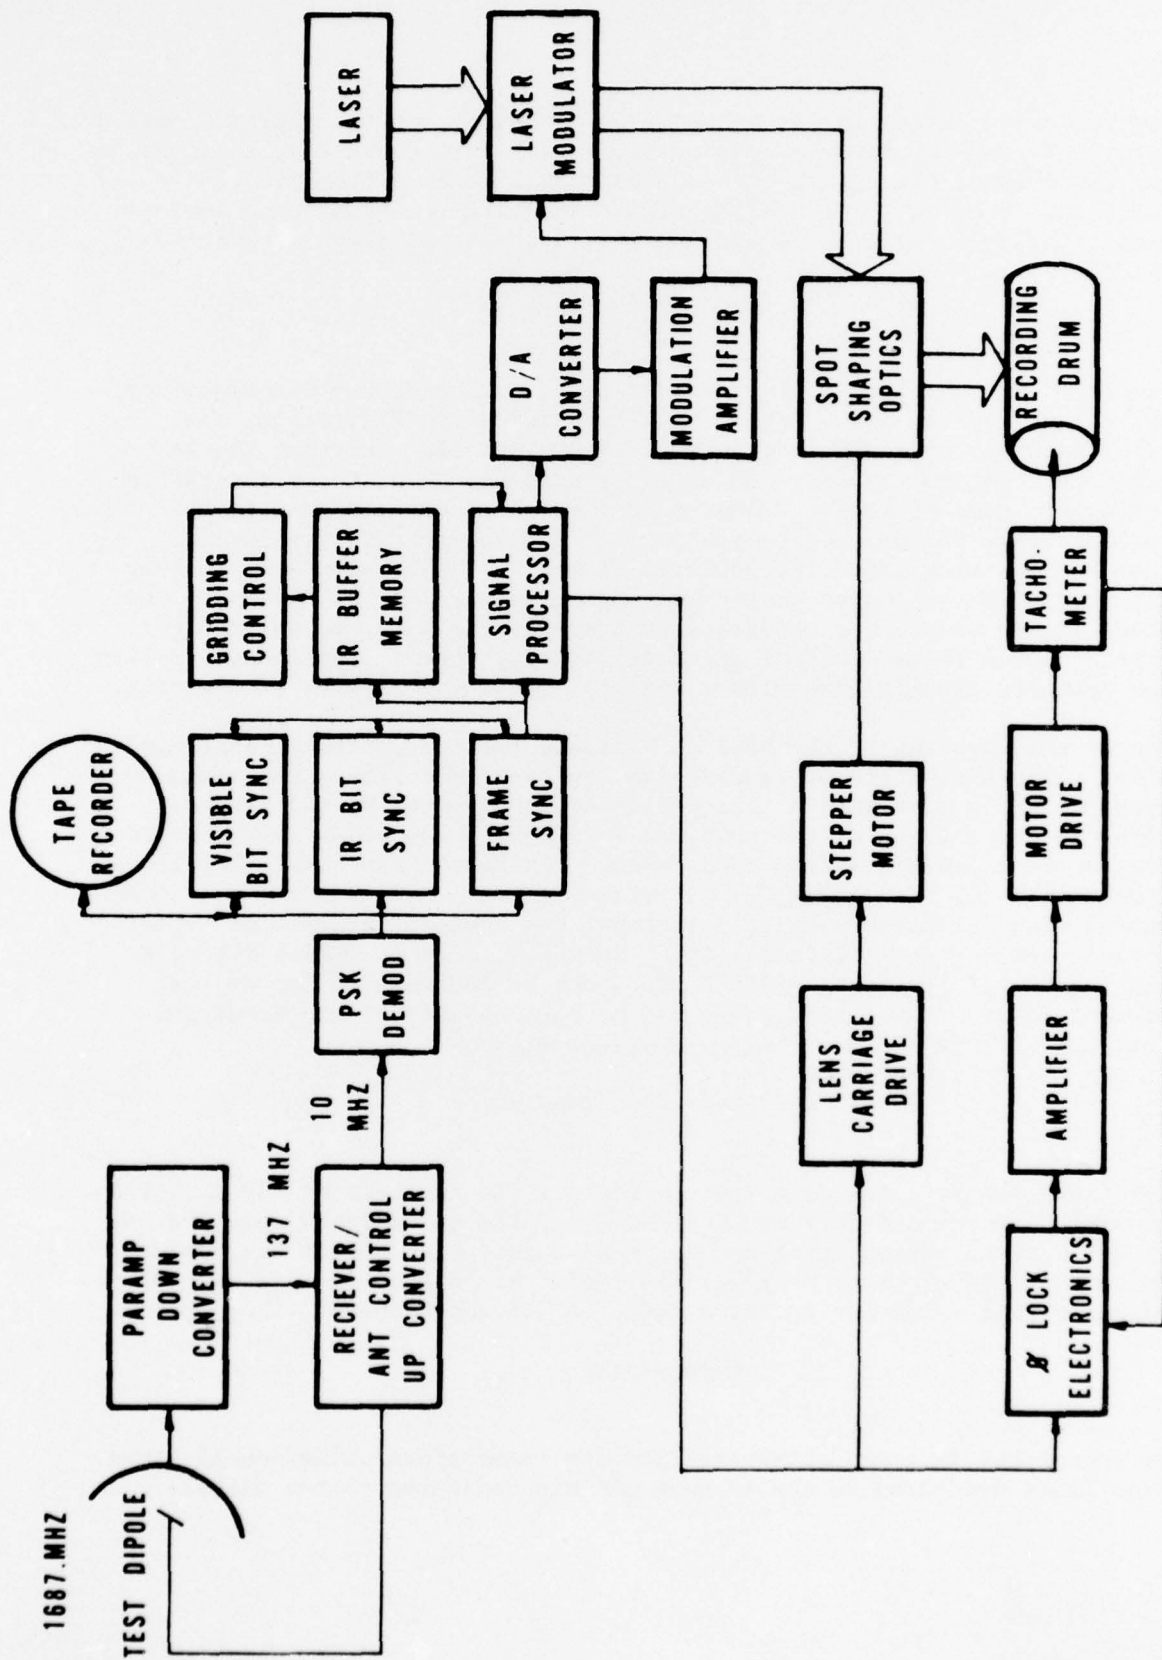 1687.MHZ
TEST DIPOLE
PARAMP
DOWN
CONVERTER
137 MHZ
RECIEVER/
ANT CONTROL
UP CONVERTER
10
MHZ
PSK
DEMOD
TAPE
RECORDER
VISIBLE
BIT SYNC
IR BIT
SYNC
FRAME
SYNC
GRIDDING
CONTROL
IR BUFFER
MEMORY
SIGNAL
PROCESSOR
D/A
CONVERTER
MODULATION
AMPLIFIER
LASER
LASER
MODULATOR
LENS
CARRIAGE
DRIVE
STEPPER
MOTOR
SPOT
SHAPING
OPTICS
Ø LOCK
ELECTRONICS
AMPLIFIER
MOTOR
DRIVE
TACHO-
METER
RECORDING
DRUM